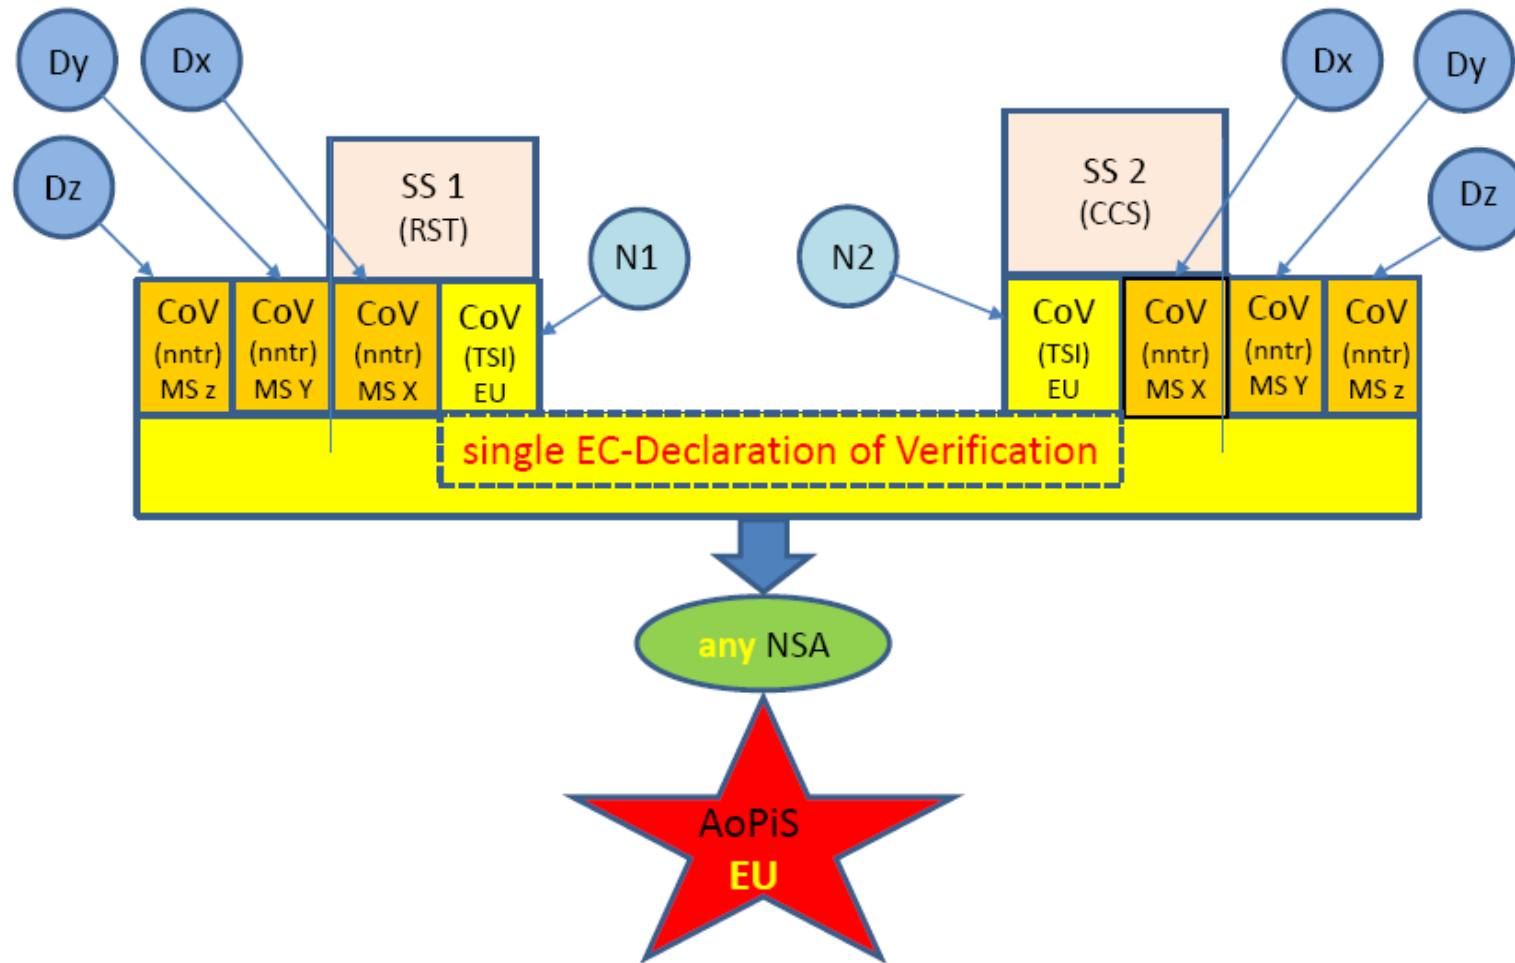 Dy
Dx
Dz
SS 1
(RST)
N1
CoV
(nntr)
MS z
CoV
(nntr)
MS Y
CoV
(nntr)
MS X
CoV
(TSI)
EU
Dx
Dy
Dz
SS 2
(CCS)
N2
CoV
(TSI)
EU
CoV
(nntr)
MS X
CoV
(nntr)
MS Y
CoV
(nntr)
MS z
single EC-Declaration of Verification
any NSA
AoPiS
EU